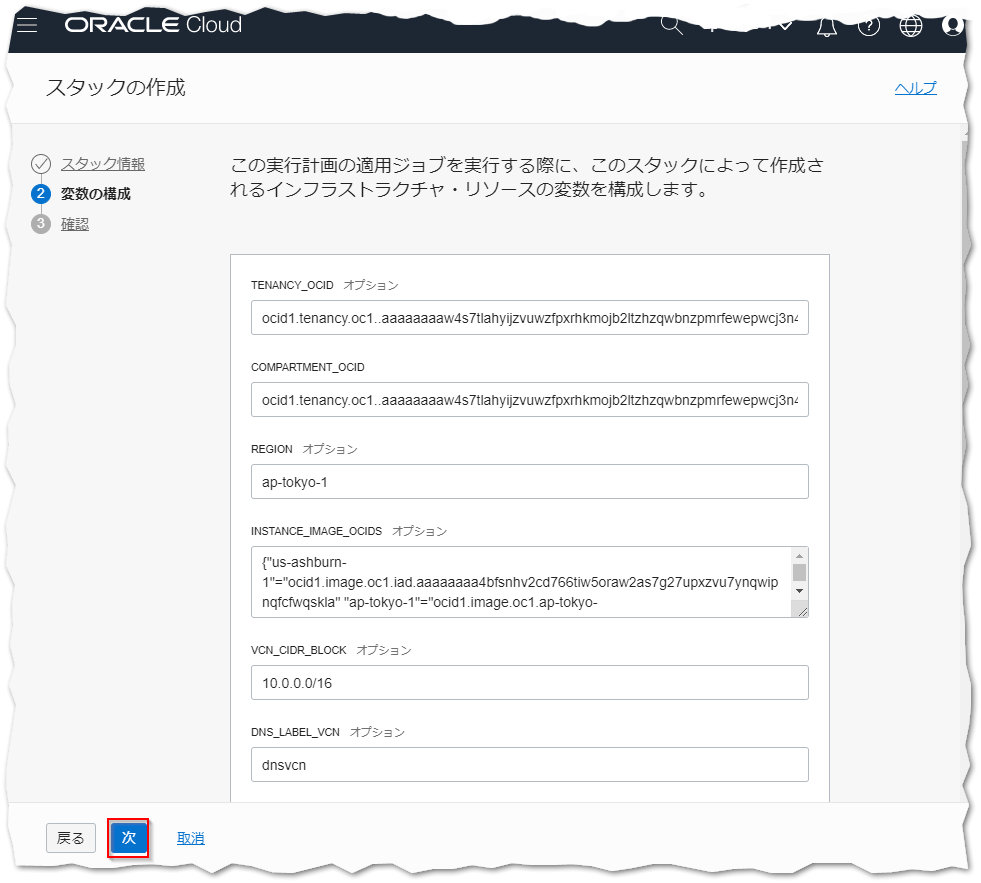 ORACLE Cloud
スタックの作成
ヘルプ
スタック情報
2 変数の構成
3 確認
この実行計画の適用ジョブを実行する際に、このスタックによって作成さ
れるインフラストラクチャ・リソースの変数を構成します。
TENANCY_OCID オプション
ocid1.tenancy.oc1..aaaaaaaaw4s7tlahyijzvuwzfpxrhkmojb2ltzhzqwbnzpmrfewepwcj3n4
COMPARTMENT_OCID
ocid1.tenancy.oc1..aaaaaaaaw4s7tlahyijzvuwzfpxrhkmojb2ltzhzqwbnzpmrfewepwcj3n4
REGION オプション
ap-tokyo-1
INSTANCE_IMAGE_OCIDS オプション
{"us-ashburn-
1"="ocid1.image.oc1.iad.aaaaaaaa4bfsnhv2cd766tiw5oraw2as7g27upxzvu7ynqwip
nqfcfwqskla" "ap-tokyo-1"="ocid1.image.oc1.ap-tokyo-
VCN_CIDR_BLOCK オプション
10.0.0.0/16
DNS_LABEL_VCN オプション
dnsvcn
戻る 次 取消